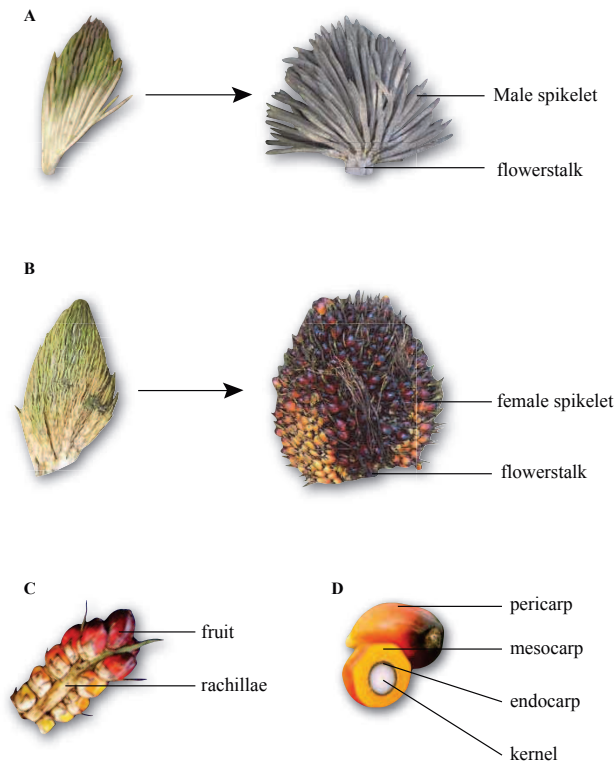 A
Male spikelet
flowerstalk
B
female spikelet
flowerstalk
C
fruit
rachillae
D
pericarp
mesocarp
endocarp
kernel